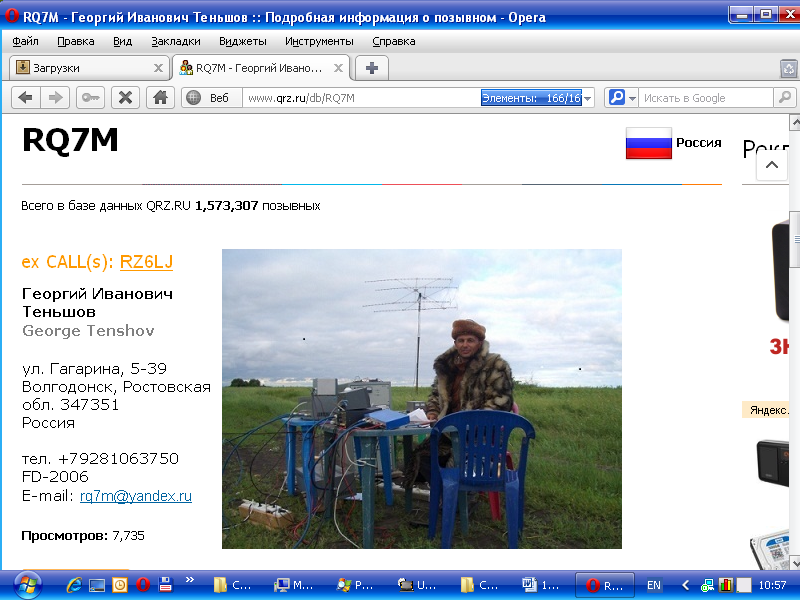 RQ7M - Георгий Иванович Теньшов :: Подробная информация о позывном - Opera
Файл Правка Вид Закладки Виджеты Инструменты Справка
Загрузки RQ7M - Георгий Ивано...
Веб www.qrz.ru/db/RQ7M Элементы: 166/16 Искать в Google
RQ7M
Россия
Всего в базе данных QRZ.RU 1,573,307 позывных
ex CALL(s): RZ6LJ
Георгий Иванович
Теньшов
George Tenshov
ул. Гагарина, 5-39
Волгодонск, Ростовская
обл. 347351
Россия
тел. +79281063750
FD-2006
E-mail: rq7m@yandex.ru
Просмотров: 7,735
Яндекс.
С... М... Р... U... С... 1... R... EN 10:57